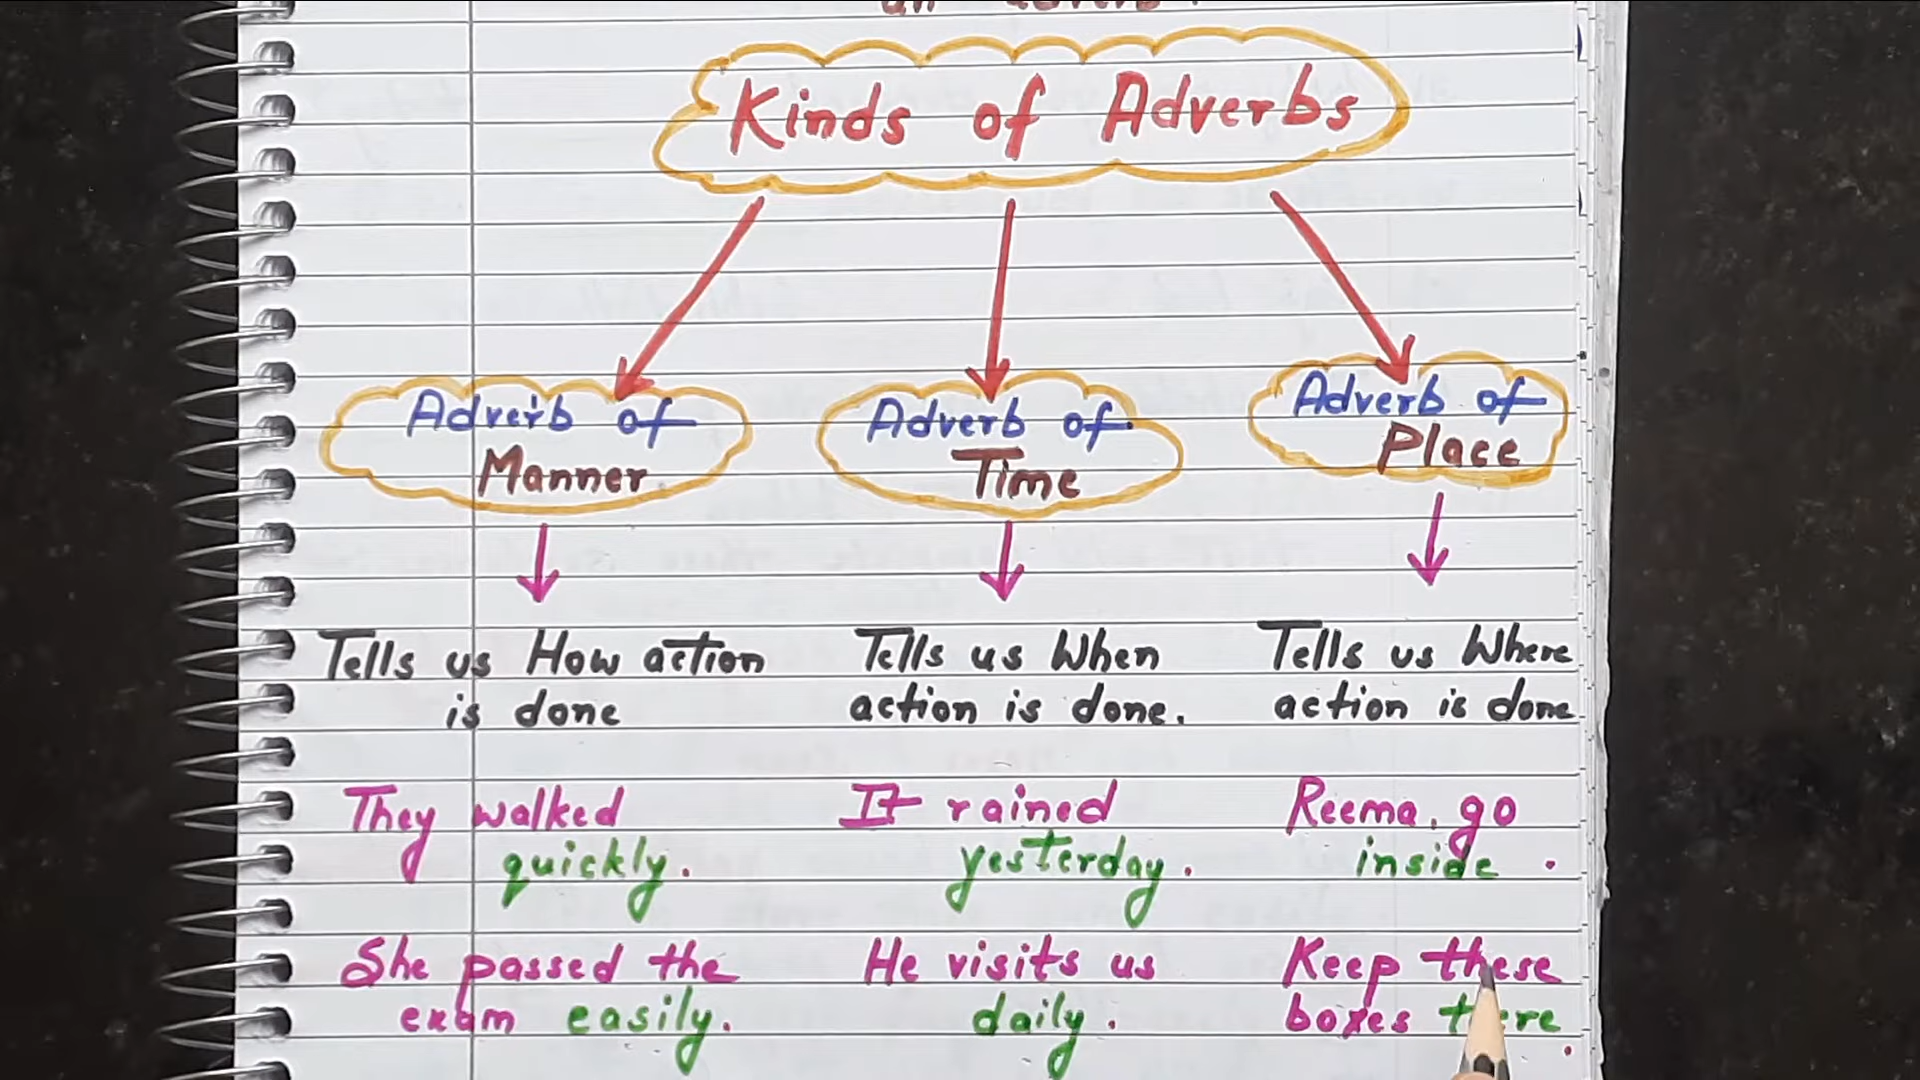 Kinds of Adverbs
Adverb of
Manner
Tells us How action
is done
They walked
quickly.
She passed the
exam easily.
Adverb of
Time
Tells us When
action is done.
It rained
yesterday.
He visits us
daily.
Adverb of
Place
Tells us Where
action is done
Reema, go
inside.
Keep these
boxes there.